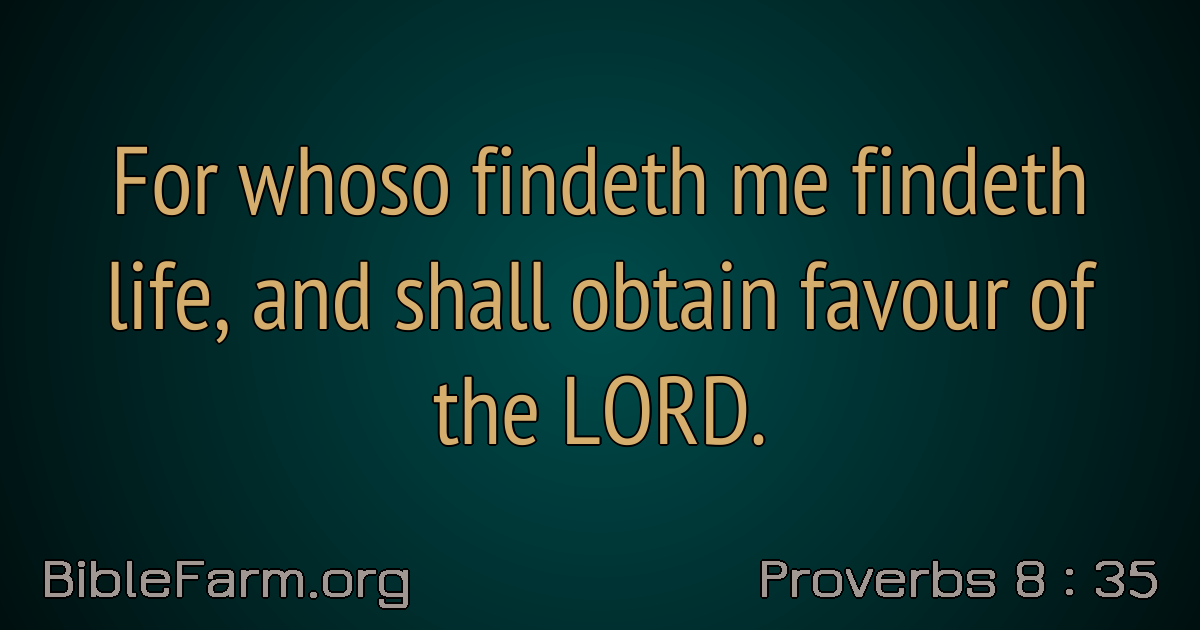 For whoso findeth me findeth
life, and shall obtain favour of
the LORD.
BibleFarm.org
Proverbs 8 : 35